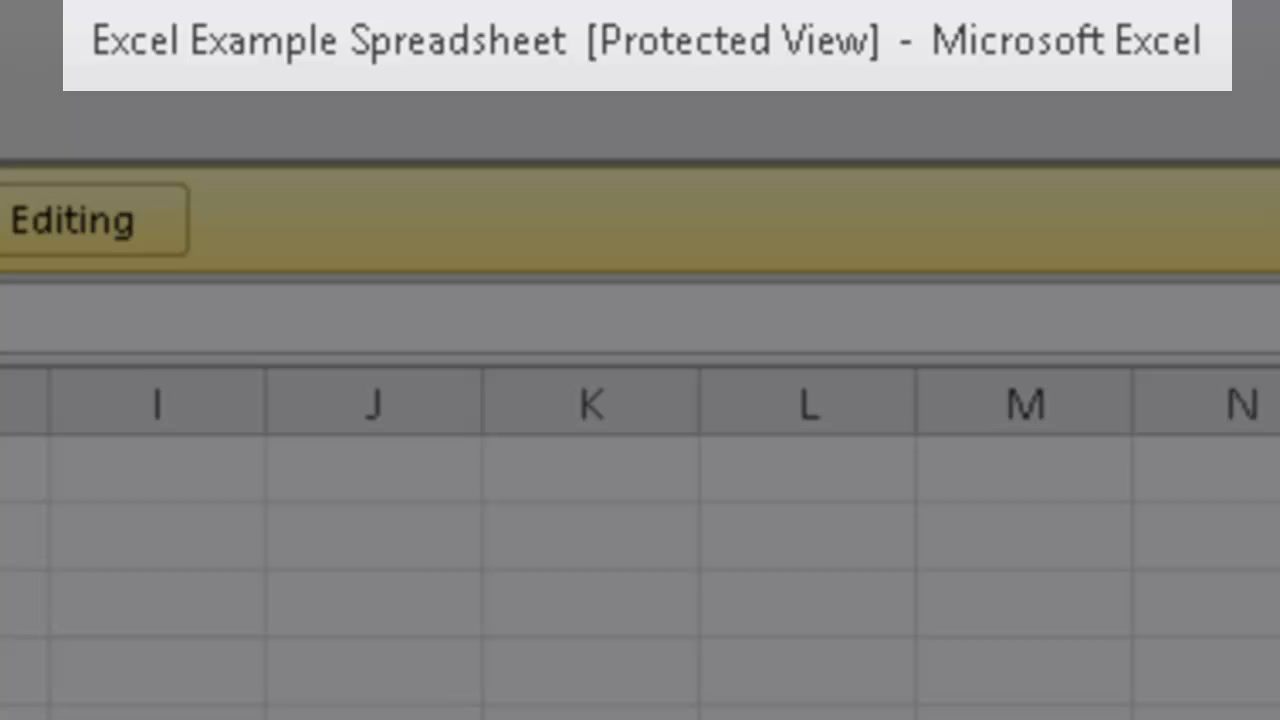 Excel Example Spreadsheet [Protected View] - Microsoft Excel
Editing
I J K L M N